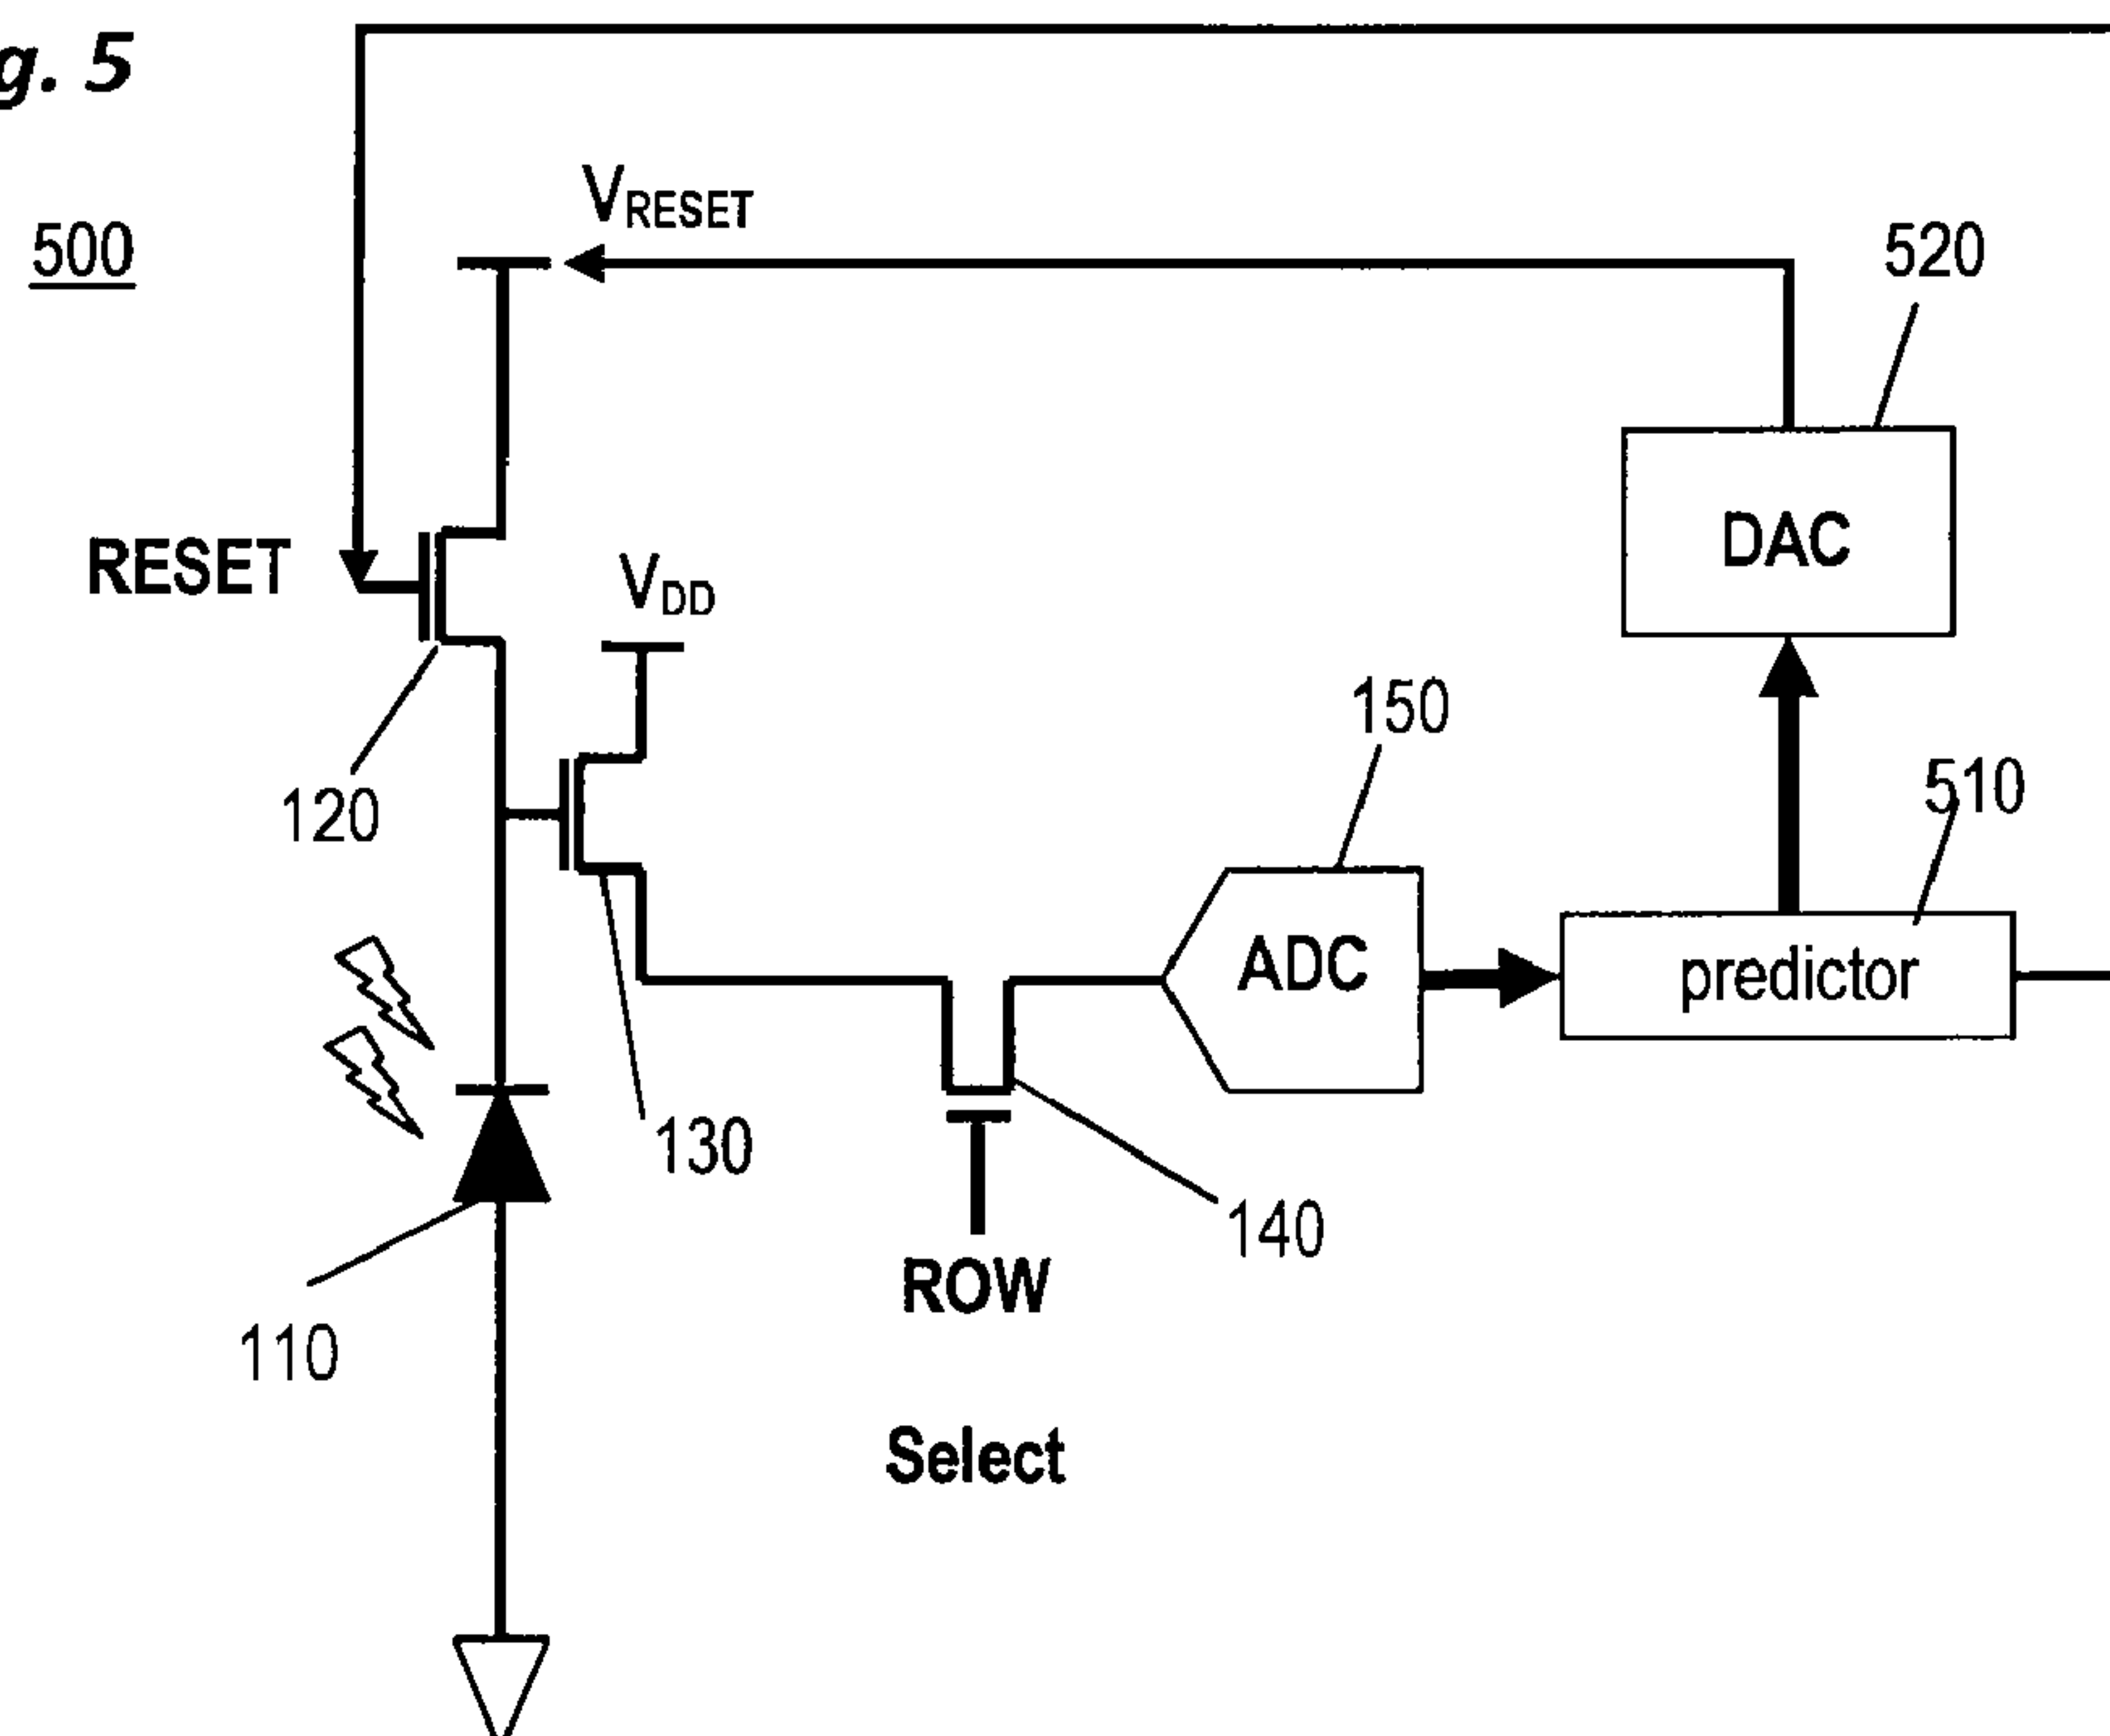 g. 5
500
VRESET
520
DAC
RESET
VDD
150
510
120
ADC
predictor
130
140
ROW
110
Select